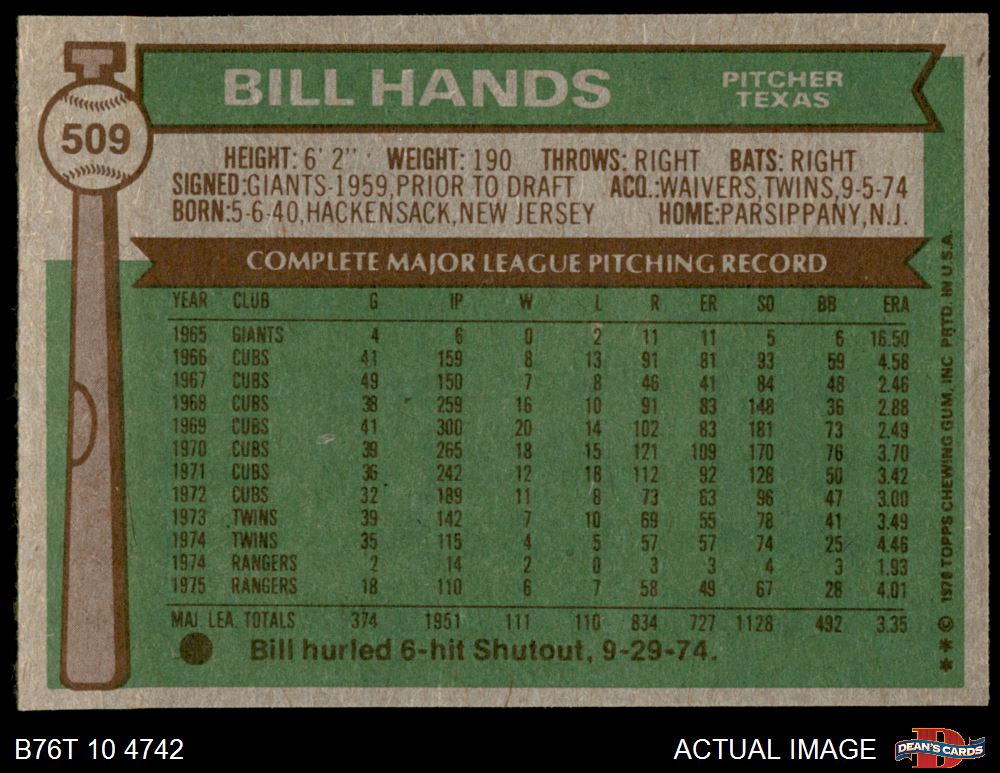 BILL HANDS
PITCHER
TEXAS
509
HEIGHT: 6' 2" WEIGHT: 190 THROWS: RIGHT BATS: RIGHT
SIGNED:GIANTS-1959,PRIOR TO DRAFT ACQ.:WAIVERS,TWINS,9-5-74
BORN:5-6-40,HACKENSACK,NEW JERSEY HOME:PARSIPPANY,N.J.
COMPLETE MAJOR LEAGUE PITCHING RECORD
YEAR CLUB G IP W L R ER SO BB ERA
1965 GIANTS 4 6 0 2 11 11 5 6 16.50
1966 CUBS 41 159 8 13 91 81 93 59 4.58
1967 CUBS 49 150 7 8 46 41 84 48 2.46
1968 CUBS 38 259 16 10 91 83 148 36 2.88
1969 CUBS 41 300 20 14 102 83 181 73 2.49
1970 CUBS 39 265 18 15 121 109 170 76 3.70
1971 CUBS 36 242 12 18 112 92 128 50 3.42
1972 CUBS 32 189 11 8 73 63 96 47 3.00
1973 TWINS 39 142 7 10 69 55 78 41 3.49
1974 TWINS 35 115 4 5 57 57 74 25 4.46
1974 RANGERS 2 14 2 0 3 3 4 3 1.93
1975 RANGERS 18 110 6 7 58 49 67 28 4.01
MAJ. LEA. TOTALS 374 1951 111 110 834 727 1128 492 3.35
Bill hurled 6-hit Shutout, 9-29-74.
** © 1976 TOPPS CHEWING GUM, INC. PRTD. IN U.S.A.
B76T 10 4742
ACTUAL IMAGE
DEAN'S CARDS